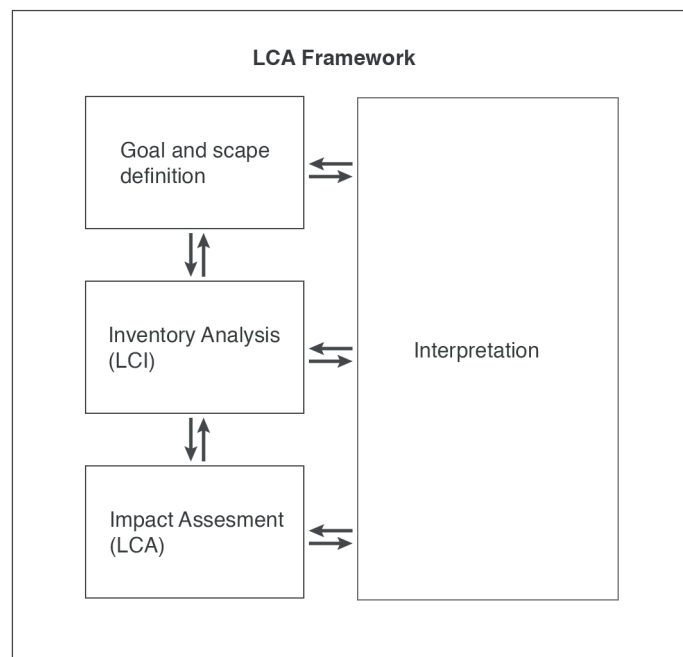 LCA Framework
Goal and scape
definition
Inventory Analysis
(LCI)
Interpretation
Impact Assesment
(LCA)